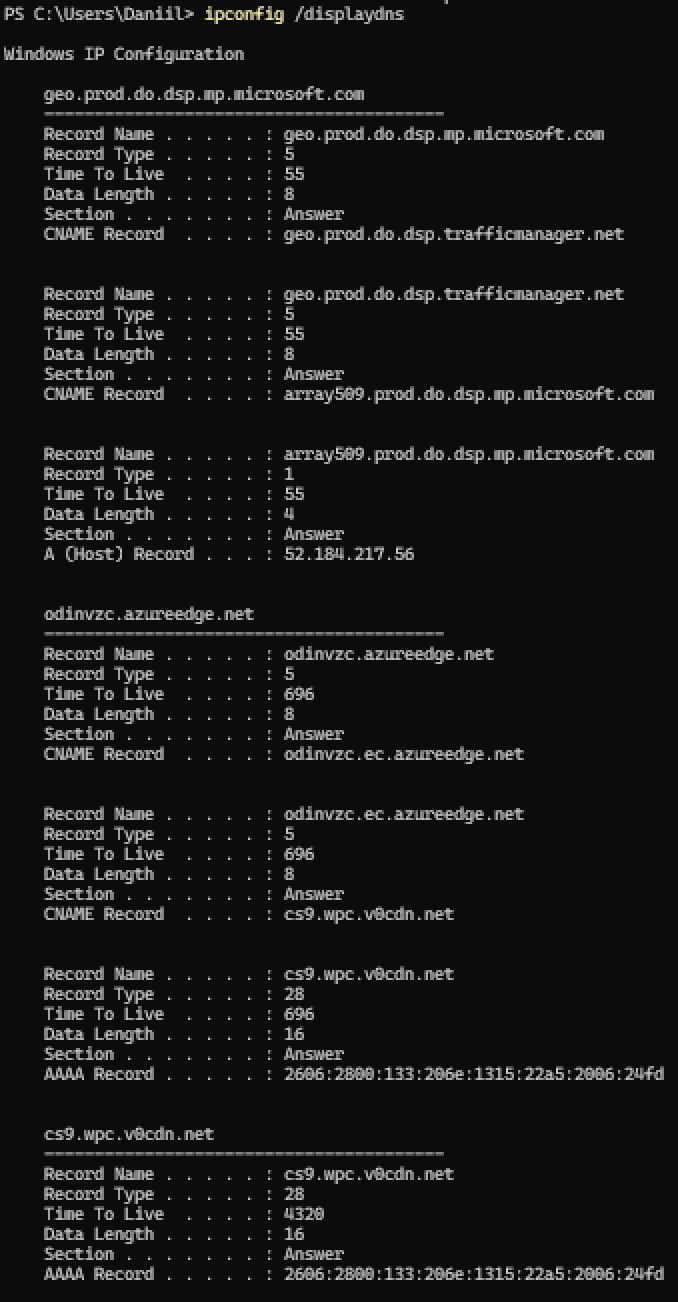 PS C:\Users\Daniil> ipconfig /displaydns
Windows IP Configuration
geo.prod.do.dsp.mp.microsoft.com
----------------------------------------
Record Name . . . . . : geo.prod.do.dsp.mp.microsoft.com
Record Type . . . . . : 5
Time To Live  . . . . : 55
Data Length . . . . . : 8
Section . . . . . . . : Answer
CNAME Record  . . . . : geo.prod.do.dsp.trafficmanager.net
Record Name . . . . . : geo.prod.do.dsp.trafficmanager.net
Record Type . . . . . : 5
Time To Live  . . . . : 55
Data Length . . . . . : 8
Section . . . . . . . : Answer
CNAME Record  . . . . : array509.prod.do.dsp.mp.microsoft.com
Record Name . . . . . : array509.prod.do.dsp.mp.microsoft.com
Record Type . . . . . : 1
Time To Live  . . . . : 55
Data Length . . . . . : 4
Section . . . . . . . : Answer
A (Host) Record . . . : 52.184.217.56
odinvzc.azureedge.net
----------------------------------------
Record Name . . . . . : odinvzc.azureedge.net
Record Type . . . . . : 5
Time To Live  . . . . : 696
Data Length . . . . . : 8
Section . . . . . . . : Answer
CNAME Record  . . . . : odinvzc.ec.azureedge.net
Record Name . . . . . : odinvzc.ec.azureedge.net
Record Type . . . . . : 5
Time To Live  . . . . : 696
Data Length . . . . . : 8
Section . . . . . . . : Answer
CNAME Record  . . . . : cs9.wpc.v0cdn.net
Record Name . . . . . : cs9.wpc.v0cdn.net
Record Type . . . . . : 28
Time To Live  . . . . : 696
Data Length . . . . . : 16
Section . . . . . . . : Answer
AAAA Record . . . . . : 2606:2800:133:206e:1315:22a5:2006:24fd
cs9.wpc.v0cdn.net
----------------------------------------
Record Name . . . . . : cs9.wpc.v0cdn.net
Record Type . . . . . : 28
Time To Live  . . . . : 4320
Data Length . . . . . : 16
Section . . . . . . . : Answer
AAAA Record . . . . . : 2606:2800:133:206e:1315:22a5:2006:24fd